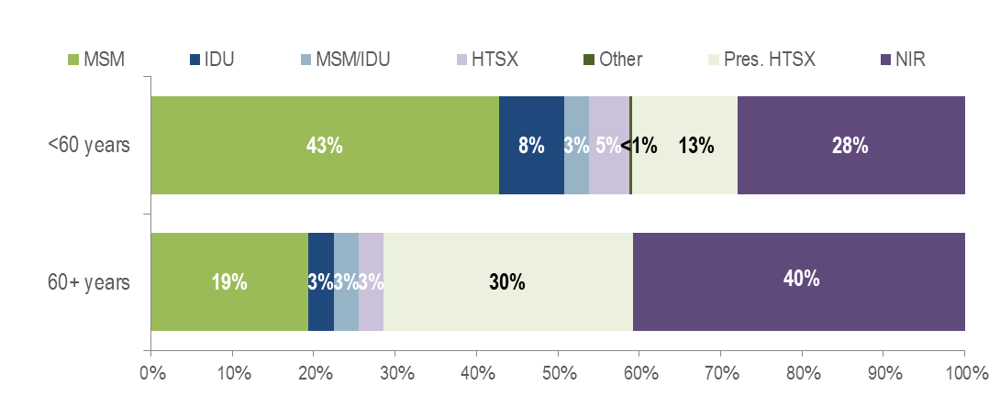 MSM IDU MSM/IDU HTSX Other Pres. HTSX NIR
<60 years 43% 8% 3% 5% <1% 13% 28%
60+ years 19% 3% 3% 3% 30% 40%
0% 10% 20% 30% 40% 50% 60% 70% 80% 90% 100%